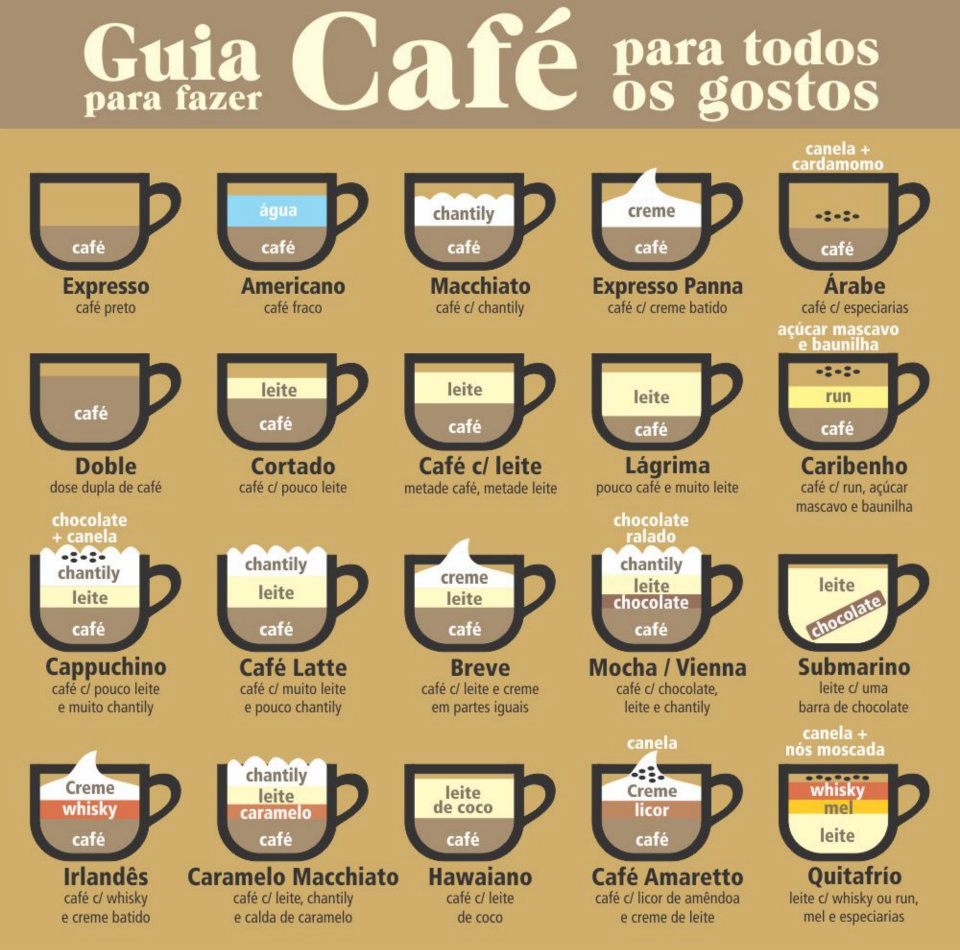 Guia
para fazer
Café
para todos
os gostos
café
Expresso
café preto
água
café
Americano
café fraco
chantily
café
Macchiato
café c/ chantily
creme
café
Expresso Panna
café c/ creme batido
canela +
cardamomo
café
Árabe
café c/ especiarias
café
Doble
dose dupla de café
leite
café
Cortado
café c/ pouco leite
leite
café
Café c/ leite
metade café, metade leite
leite
café
Lágrima
pouco café e muito leite
açúcar mascavo
e baunilha
run
café
Caribenho
café c/ run, açúcar
mascavo e baunilha
chocolate
+ canela
chantily
leite
café
Cappuchino
café c/ pouco leite
e muito chantily
chantily
leite
café
Café Latte
café c/ muito leite
e pouco chantily
creme
leite
café
Breve
café c/ leite e creme
em partes iguais
chocolate
ralado
chantily
leite
chocolate
café
Mocha / Vienna
café c/ chocolate,
leite e chantily
leite
chocolate
Submarino
leite c/ uma
barra de chocolate
Creme
whisky
café
Irlandês
café c/ whisky
e creme batido
chantily
leite
caramelo
café
Caramelo Macchiato
café c/ leite, chantily
e calda de caramelo
leite
de coco
café
Hawaiano
café c/ leite
de coco
canela
Creme
licor
café
Café Amaretto
café c/ licor de amêndoa
e creme de leite
canela +
nós moscada
whisky
mel
leite
Quitafrío
leite c/ whisky ou run,
mel e especiarias